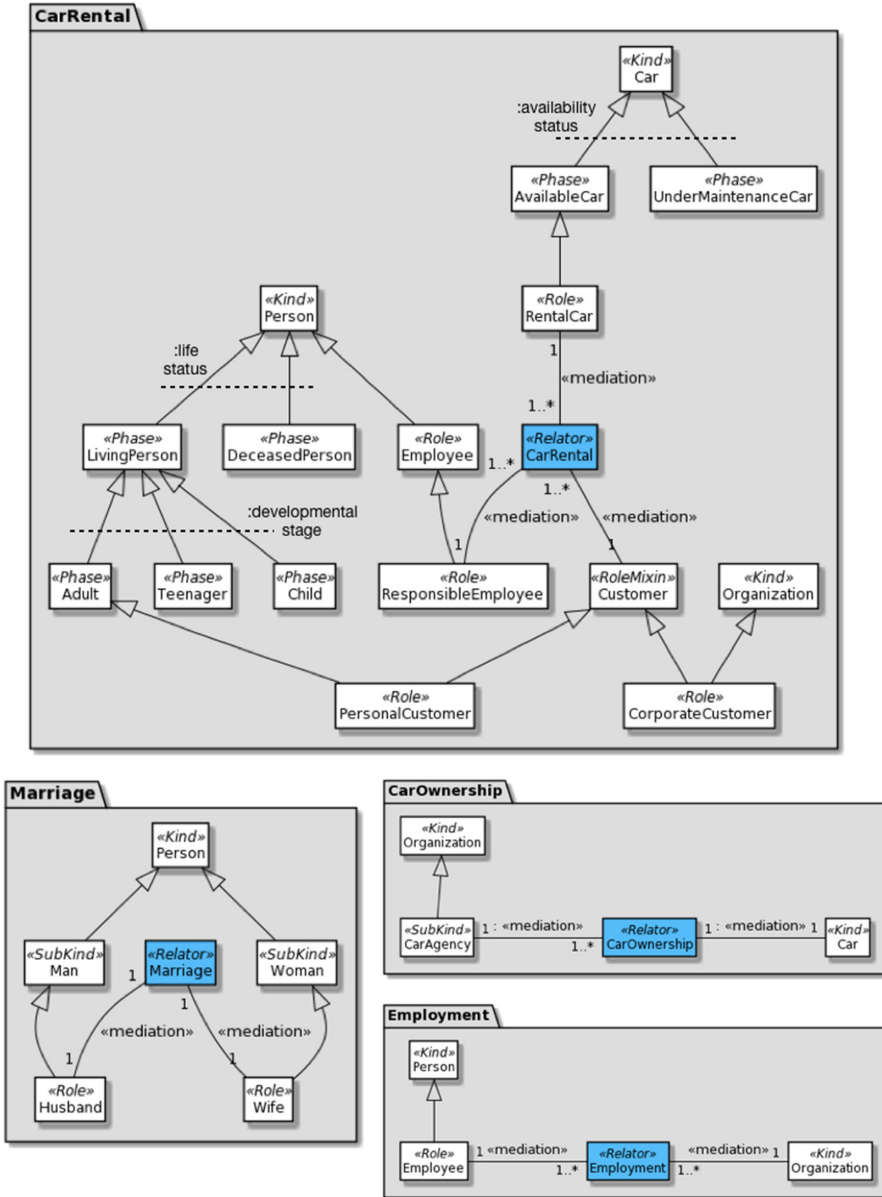 CarRental
«Kind»
Car
:availability
status
«Phase»
AvailableCar
«Phase»
UnderMaintenanceCar
«Kind»
Person
«Role»
RentalCar
:life
status
1
«mediation»
1..*
«Phase»
LivingPerson
«Phase»
DeceasedPerson
«Role»
Employee
«Relator»
CarRental
1..*
1..*
:developmental
stage
«mediation»
«mediation»
1
1
«Phase»
Adult
«Phase»
Teenager
«Phase»
Child
«Role»
ResponsibleEmployee
«RoleMixin»
Customer
«Kind»
Organization
«Role»
PersonalCustomer
«Role»
CorporateCustomer
Marriage
«Kind»
Person
«SubKind»
Man
«Relator»
Marriage
«SubKind»
Woman
1
1
«mediation»
«mediation»
1
1
«Role»
Husband
«Role»
Wife
CarOwnership
«Kind»
Organization
«SubKind»
CarAgency
1 : «mediation»
1..*
«Relator»
CarOwnership
1 : «mediation» 1
«Kind»
Car
Employment
«Kind»
Person
«Role»
Employee
1 «mediation»
1..*
«Relator»
Employment
«mediation» 1
1..*
«Kind»
Organization